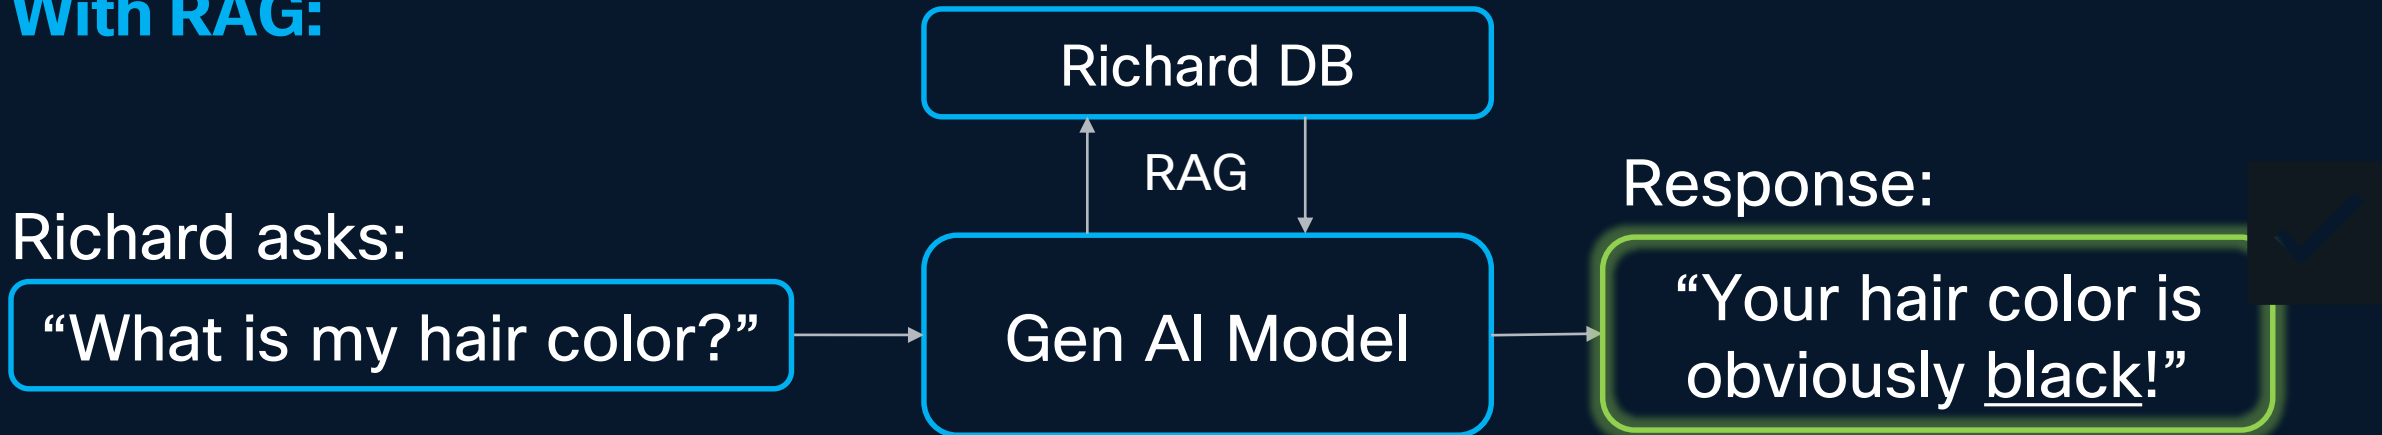 With RAG:
Richard DB
RAG
Richard asks:
“What is my hair color?”
Gen AI Model
Response:
“Your hair color is
obviously black!”